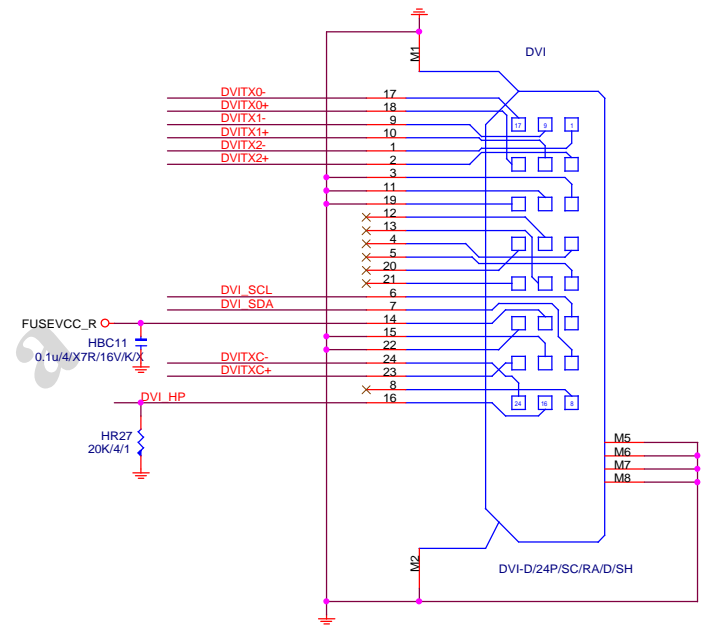 M1
DVI
DVITX0- 17
DVITX0+ 18
DVITX1- 9
DVITX1+ 10
DVITX2- 1
DVITX2+ 2
3
11
19
12
13
4
5
20
21
DVI_SCL 6
DVI_SDA 7
FUSEVCC_R 14
15
22
DVITXC- 24
DVITXC+ 23
8
DVI_HP 16
17 9 1
24 16 8
HBC11
0.1u/4/X7R/16V/K/X
a
HR27
20K/4/1
M5
M6
M7
M8
M2
DVI-D/24P/SC/RA/D/SH